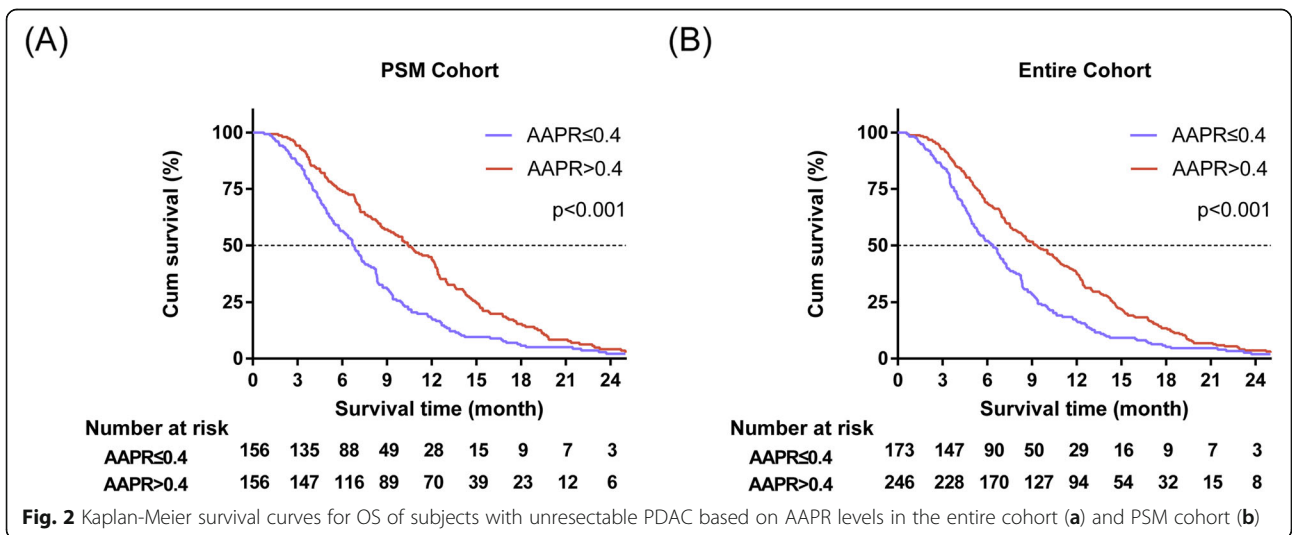 (A)
PSM Cohort
Cum survival (%)
100
75
50
25
0
AAPR≤0.4
AAPR>0.4
p<0.001
0 3 6 9 12 15 18 21 24
Survival time (month)
Number at risk
AAPR≤0.4 156 135 88 49 28 15 9 7 3
AAPR>0.4 156 147 116 89 70 39 23 12 6
(B)
Entire Cohort
Cum survival (%)
100
75
50
25
0
AAPR≤0.4
AAPR>0.4
p<0.001
0 3 6 9 12 15 18 21 24
Survival time (month)
Number at risk
AAPR≤0.4 173 147 90 50 29 16 9 7 3
AAPR>0.4 246 228 170 127 94 54 32 15 8
Fig. 2 Kaplan-Meier survival curves for OS of subjects with unresectable PDAC based on AAPR levels in the entire cohort (a) and PSM cohort (b)